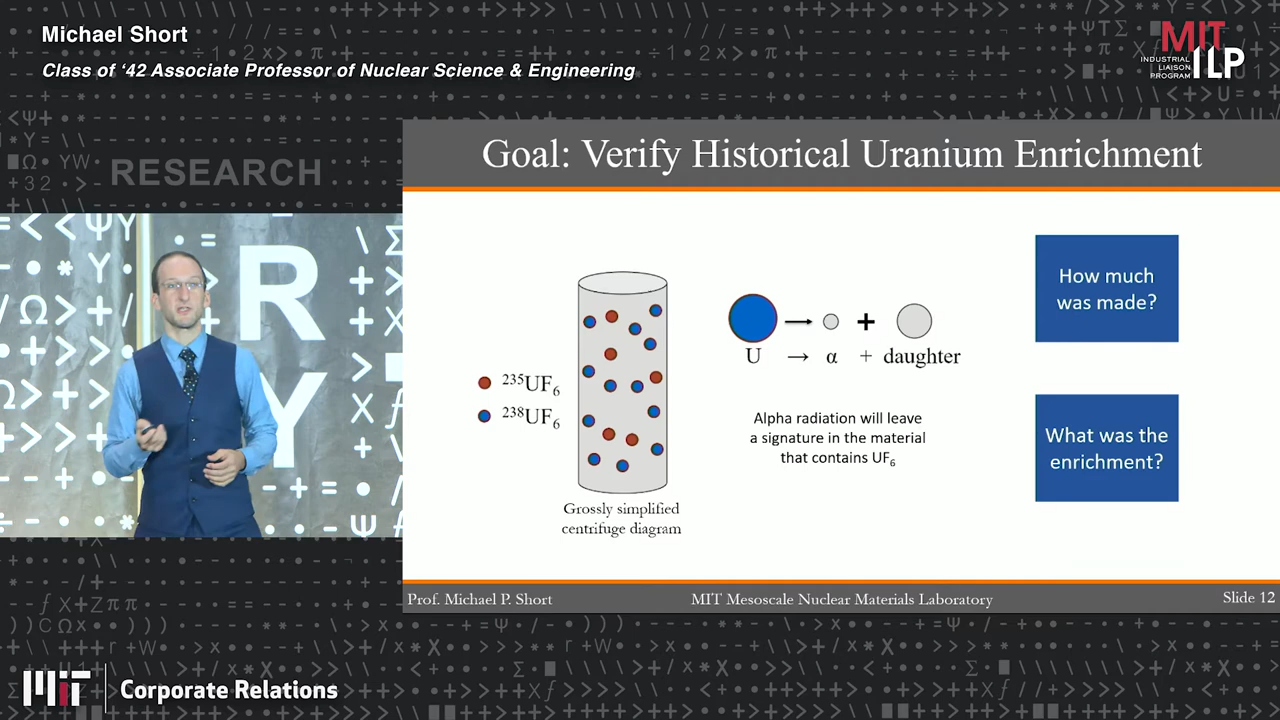 Michael Short
Class of ‘42 Associate Professor of Nuclear Science & Engineering
MIT
INDUSTRIAL
LIAISON
PROGRAM
ILP
RESEARCH
R
Y
Goal: Verify Historical Uranium Enrichment
How much
was made?
U → α + daughter
²³⁵UF₆
²³⁸UF₆
Alpha radiation will leave
a signature in the material
that contains UF₆
What was the
enrichment?
Grossly simplified
centrifuge diagram
Prof. Michael P. Short
MIT Mesoscale Nuclear Materials Laboratory
Slide 12
MIT
Corporate Relations